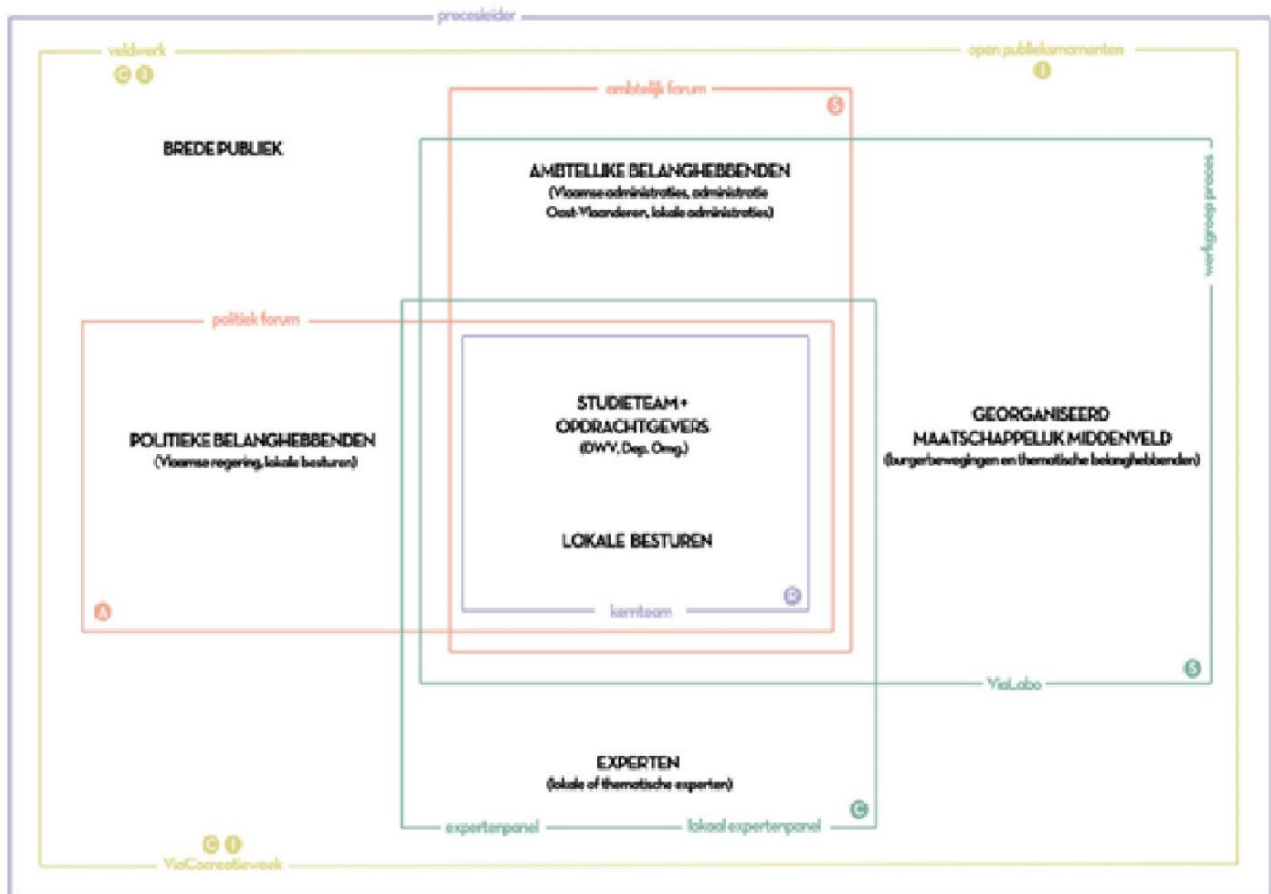 procesleider
veldwerk
C I
open publieksmomenten
I
ambtelijk forum
S
BREDE PUBLIEK
AMBTELIJKE BELANGHEBBENDEN
(Vlaamse administraties, administratie
Oost-Vlaanderen, lokale administraties)
werkgroep proces
politiek forum
STUDIETEAM +
OPDRACHTGEVERS
(DWV, Dep. Omg.)
POLITIEKE BELANGHEBBENDEN
(Vlaamse regering, lokale besturen)
GEORGANISEERD
MAATSCHAPPELIJK MIDDENVELD
(burgerbewegingen en thematische belanghebbenden)
LOKALE BESTUREN
R
A
kernteam
S
ViaLabo
EXPERTEN
(lokale of thematische experten)
C
expertenpanel
lokaal expertenpanel
C I
ViaCocreatieweek